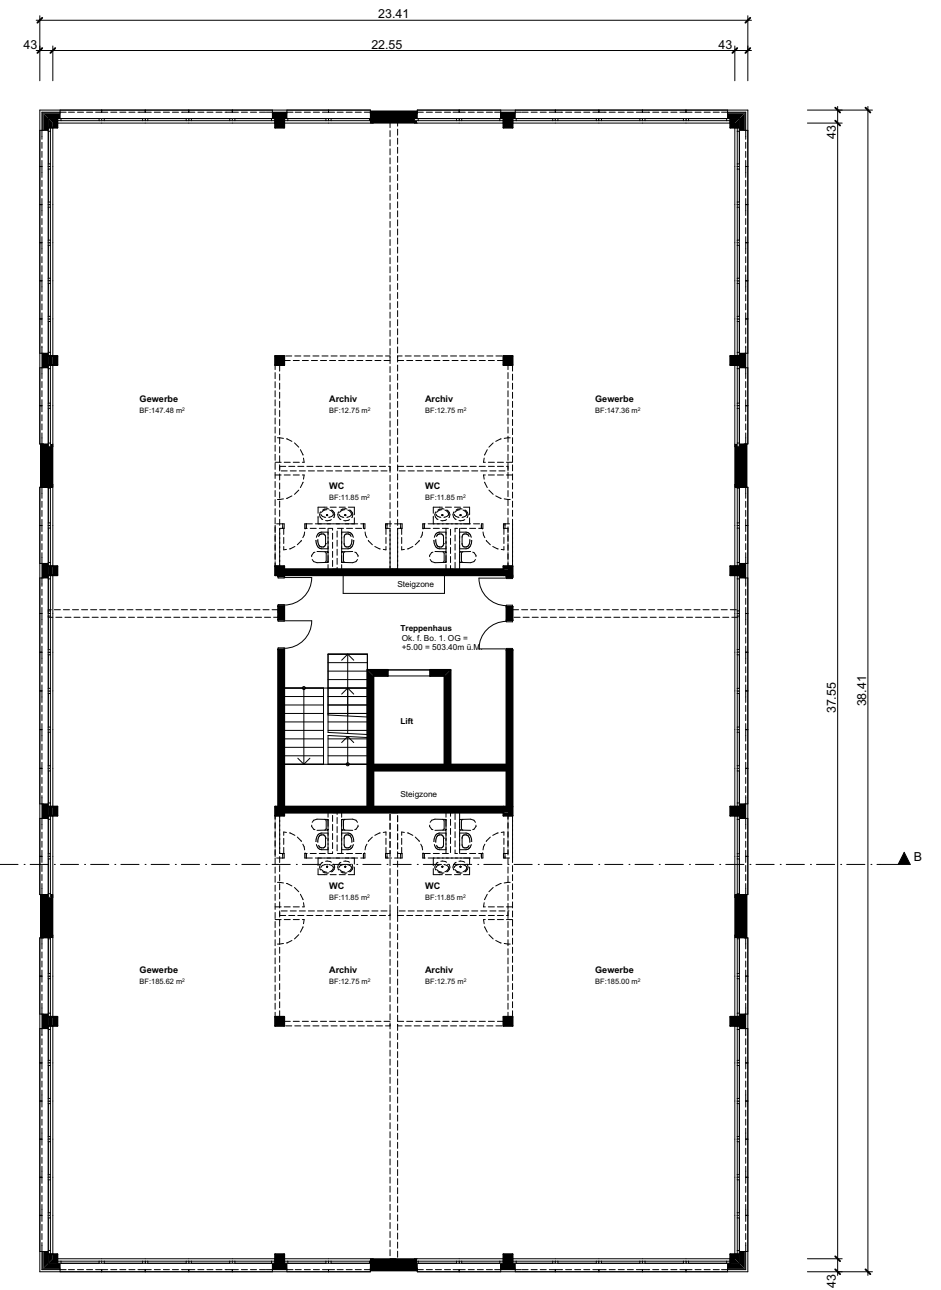 23.41
43
22.55
43
43
Gewerbe
BF:147.48 m²
Archiv
BF:12.75 m²
Archiv
BF:12.75 m²
Gewerbe
BF:147.36 m²
WC
BF:11.85 m²
WC
BF:11.85 m²
Steigzone
Treppenhaus
Ok. f. Bo. 1. OG =
+5.00 = 503.40m ü.M.
37.55
38.41
Lift
Steigzone
B
WC
BF:11.85 m²
WC
BF:11.85 m²
Gewerbe
BF:185.62 m²
Archiv
BF:12.75 m²
Archiv
BF:12.75 m²
Gewerbe
BF:185.00 m²
43